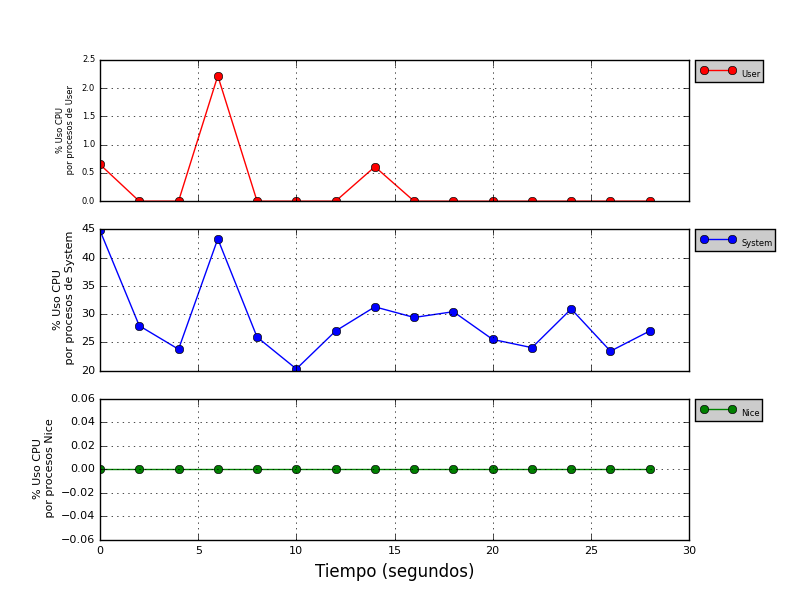 2.5
2.0
1.5
1.0
0.5
0.0
% Uso CPU
por procesos de User
User
45
40
35
30
25
20
% Uso CPU
por procesos de System
System
0.06
0.04
0.02
0.00
−0.02
−0.04
−0.06
% Uso CPU
por procesos Nice
Nice
0 5 10 15 20 25 30
Tiempo (segundos)